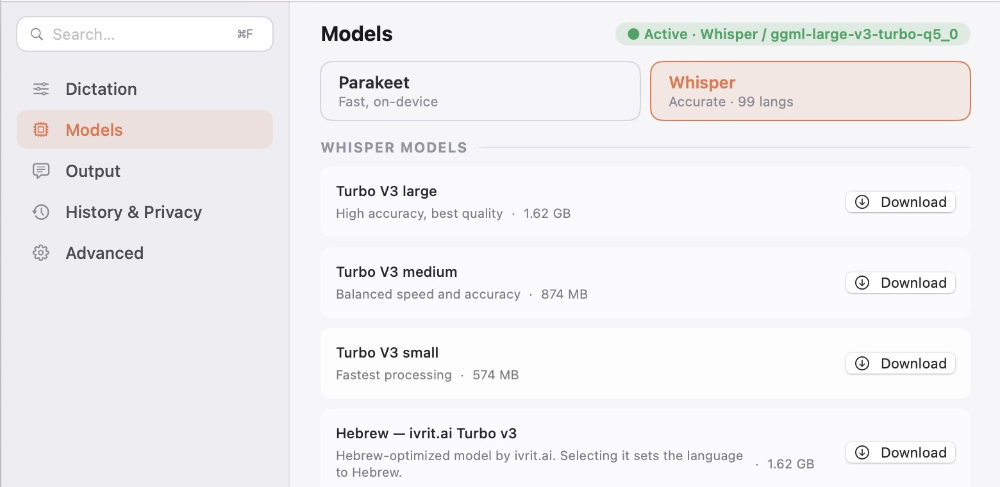 Search...
⌘F
Dictation
Models
Output
History & Privacy
Advanced
Models
Active · Whisper / ggml-large-v3-turbo-q5_0
Parakeet
Fast, on-device
Whisper
Accurate · 99 langs
WHISPER MODELS
Turbo V3 large
High accuracy, best quality · 1.62 GB
Download
Turbo V3 medium
Balanced speed and accuracy · 874 MB
Download
Turbo V3 small
Fastest processing · 574 MB
Download
Hebrew — ivrit.ai Turbo v3
Hebrew-optimized model by ivrit.ai. Selecting it sets the language
to Hebrew.
· 1.62 GB
Download